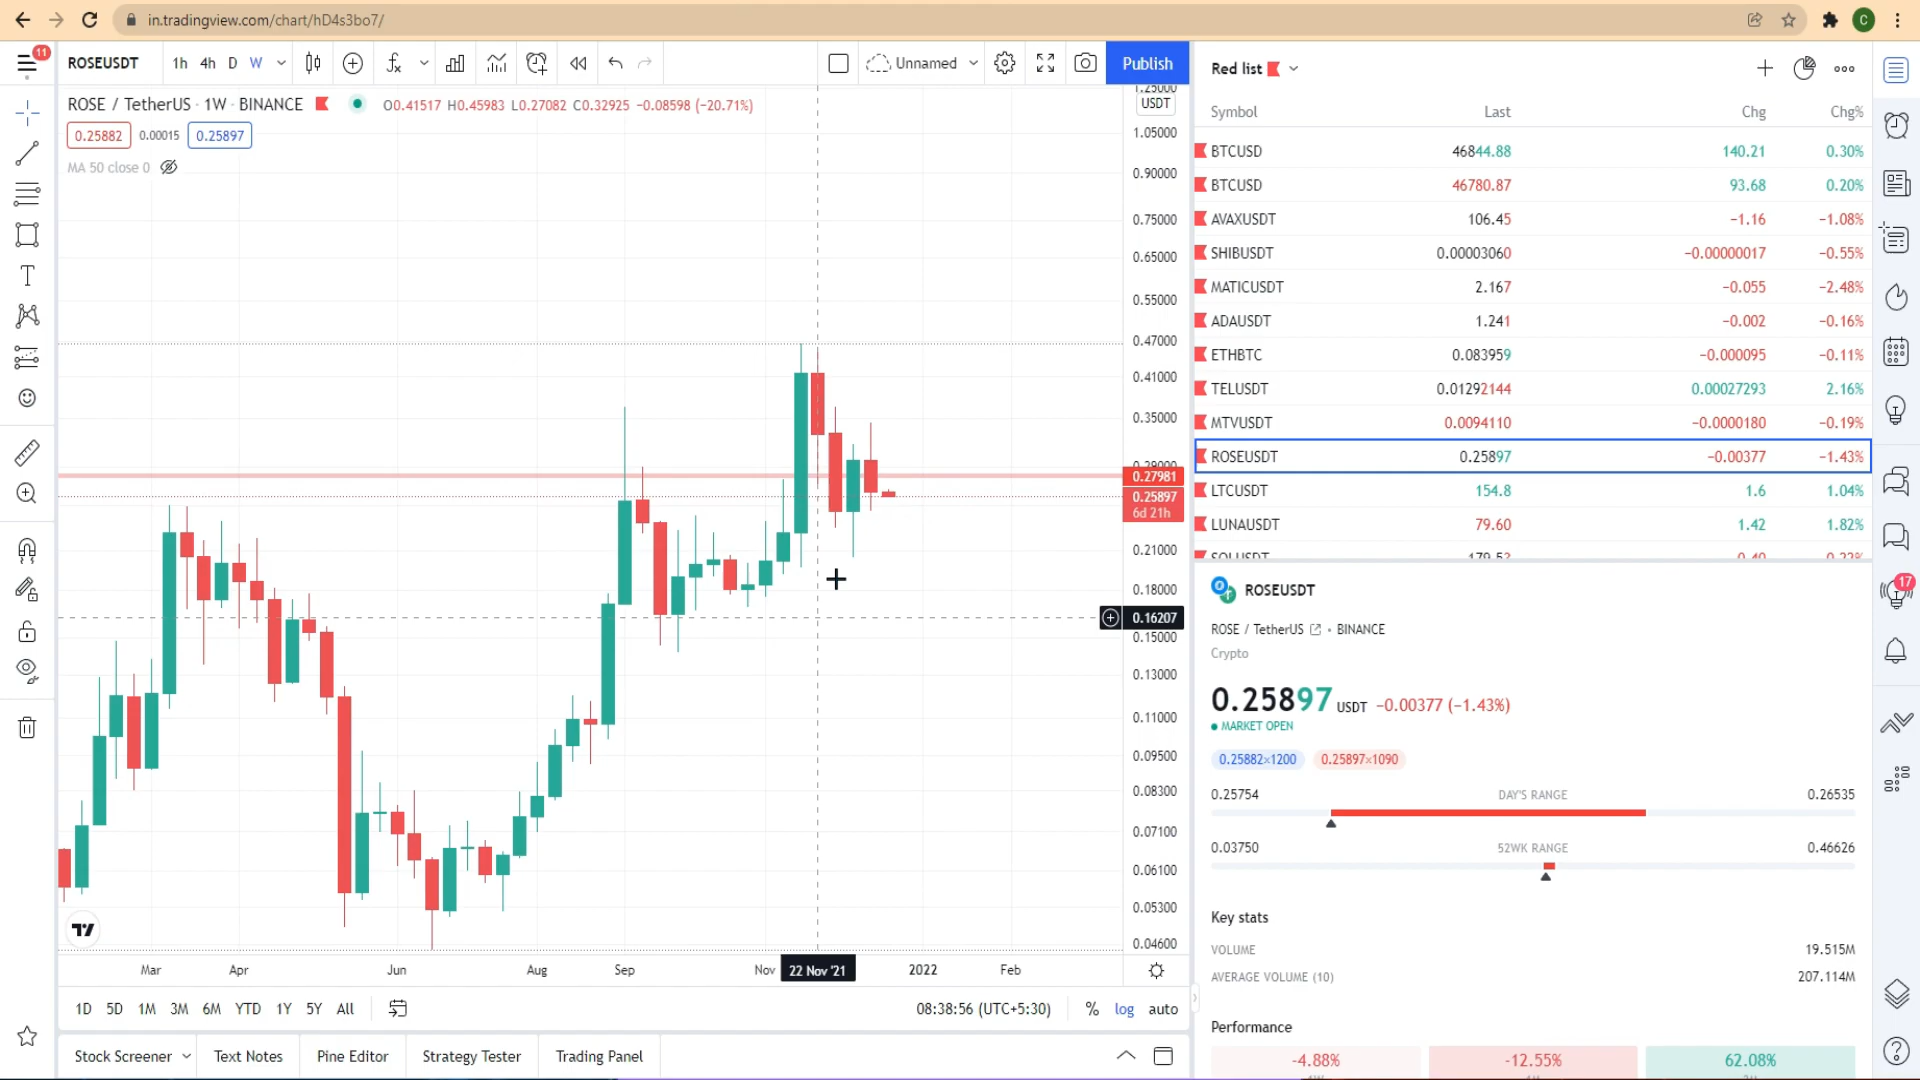 in.tradingview.com/chart/hD4s3bo7/
C
11
ROSEUSDT
1h 4h D W
Unnamed
Publish
Red list
ROSE / TetherUS · 1W · BINANCE
O0.41517 H0.45983 L0.27082 C0.32925 −0.08598 (−20.71%)
0.25882 0.00015 0.25897
MA 50 close 0
1.25000
USDT
1.05000
0.90000
0.75000
0.65000
0.55000
0.47000
0.41000
0.35000
0.29000
0.27981
0.25897
6d 21h
0.21000
0.18000
0.16207
0.15000
0.13000
0.11000
0.09500
0.08300
0.07100
0.06100
0.05300
0.04600
Mar Apr Jun Aug Sep Nov 22 Nov '21 2022 Feb
1D 5D 1M 3M 6M YTD 1Y 5Y All
08:38:56 (UTC+5:30) % log auto
Stock Screener Text Notes Pine Editor Strategy Tester Trading Panel
Symbol Last Chg Chg%
BTCUSD 46844.88 140.21 0.30%
BTCUSD 46780.87 93.68 0.20%
AVAXUSDT 106.45 −1.16 −1.08%
SHIBUSDT 0.00003060 −0.00000017 −0.55%
MATICUSDT 2.167 −0.055 −2.48%
ADAUSDT 1.241 −0.002 −0.16%
ETHBTC 0.083959 −0.000095 −0.11%
TELUSDT 0.01292144 0.00027293 2.16%
MTVUSDT 0.0094110 −0.0000180 −0.19%
ROSEUSDT 0.25897 −0.00377 −1.43%
LTCUSDT 154.8 1.6 1.04%
LUNAUSDT 79.60 1.42 1.82%
SOLUSDT
ROSEUSDT
ROSE / TetherUS • BINANCE
Crypto
0.25897 USDT −0.00377 (−1.43%)
MARKET OPEN
0.25882×1200 0.25897×1090
0.25754 DAY'S RANGE 0.26535
0.03750 52WK RANGE 0.46626
Key stats
VOLUME 19.515M
AVERAGE VOLUME (10) 207.114M
Performance
-4.88% -12.55% 62.08%
17